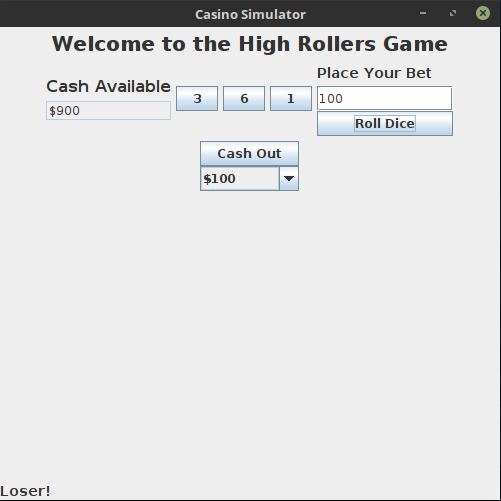 Casino Simulator
Welcome to the High Rollers Game
Cash Available
$900
3
6
1
Place Your Bet
100
Roll Dice
Cash Out
$100
Loser!